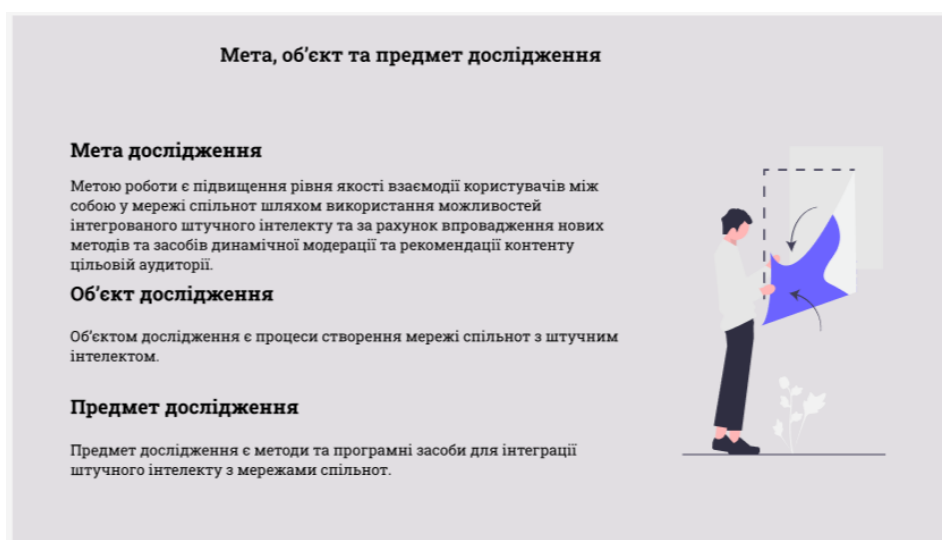 Мета, об’єкт та предмет дослідження
Мета дослідження
Метою роботи є підвищення рівня якості взаємодії користувачів між
собою у мережі спільнот шляхом використання можливостей
інтегрованого штучного інтелекту та за рахунок впровадження нових
методів та засобів динамічної модерації та рекомендації контенту
цільовій аудиторії.
Об’єкт дослідження
Об’єктом дослідження є процеси створення мережі спільнот з штучним
інтелектом.
Предмет дослідження
Предмет дослідження є методи та програмні засоби для інтеграції
штучного інтелекту з мережами спільнот.